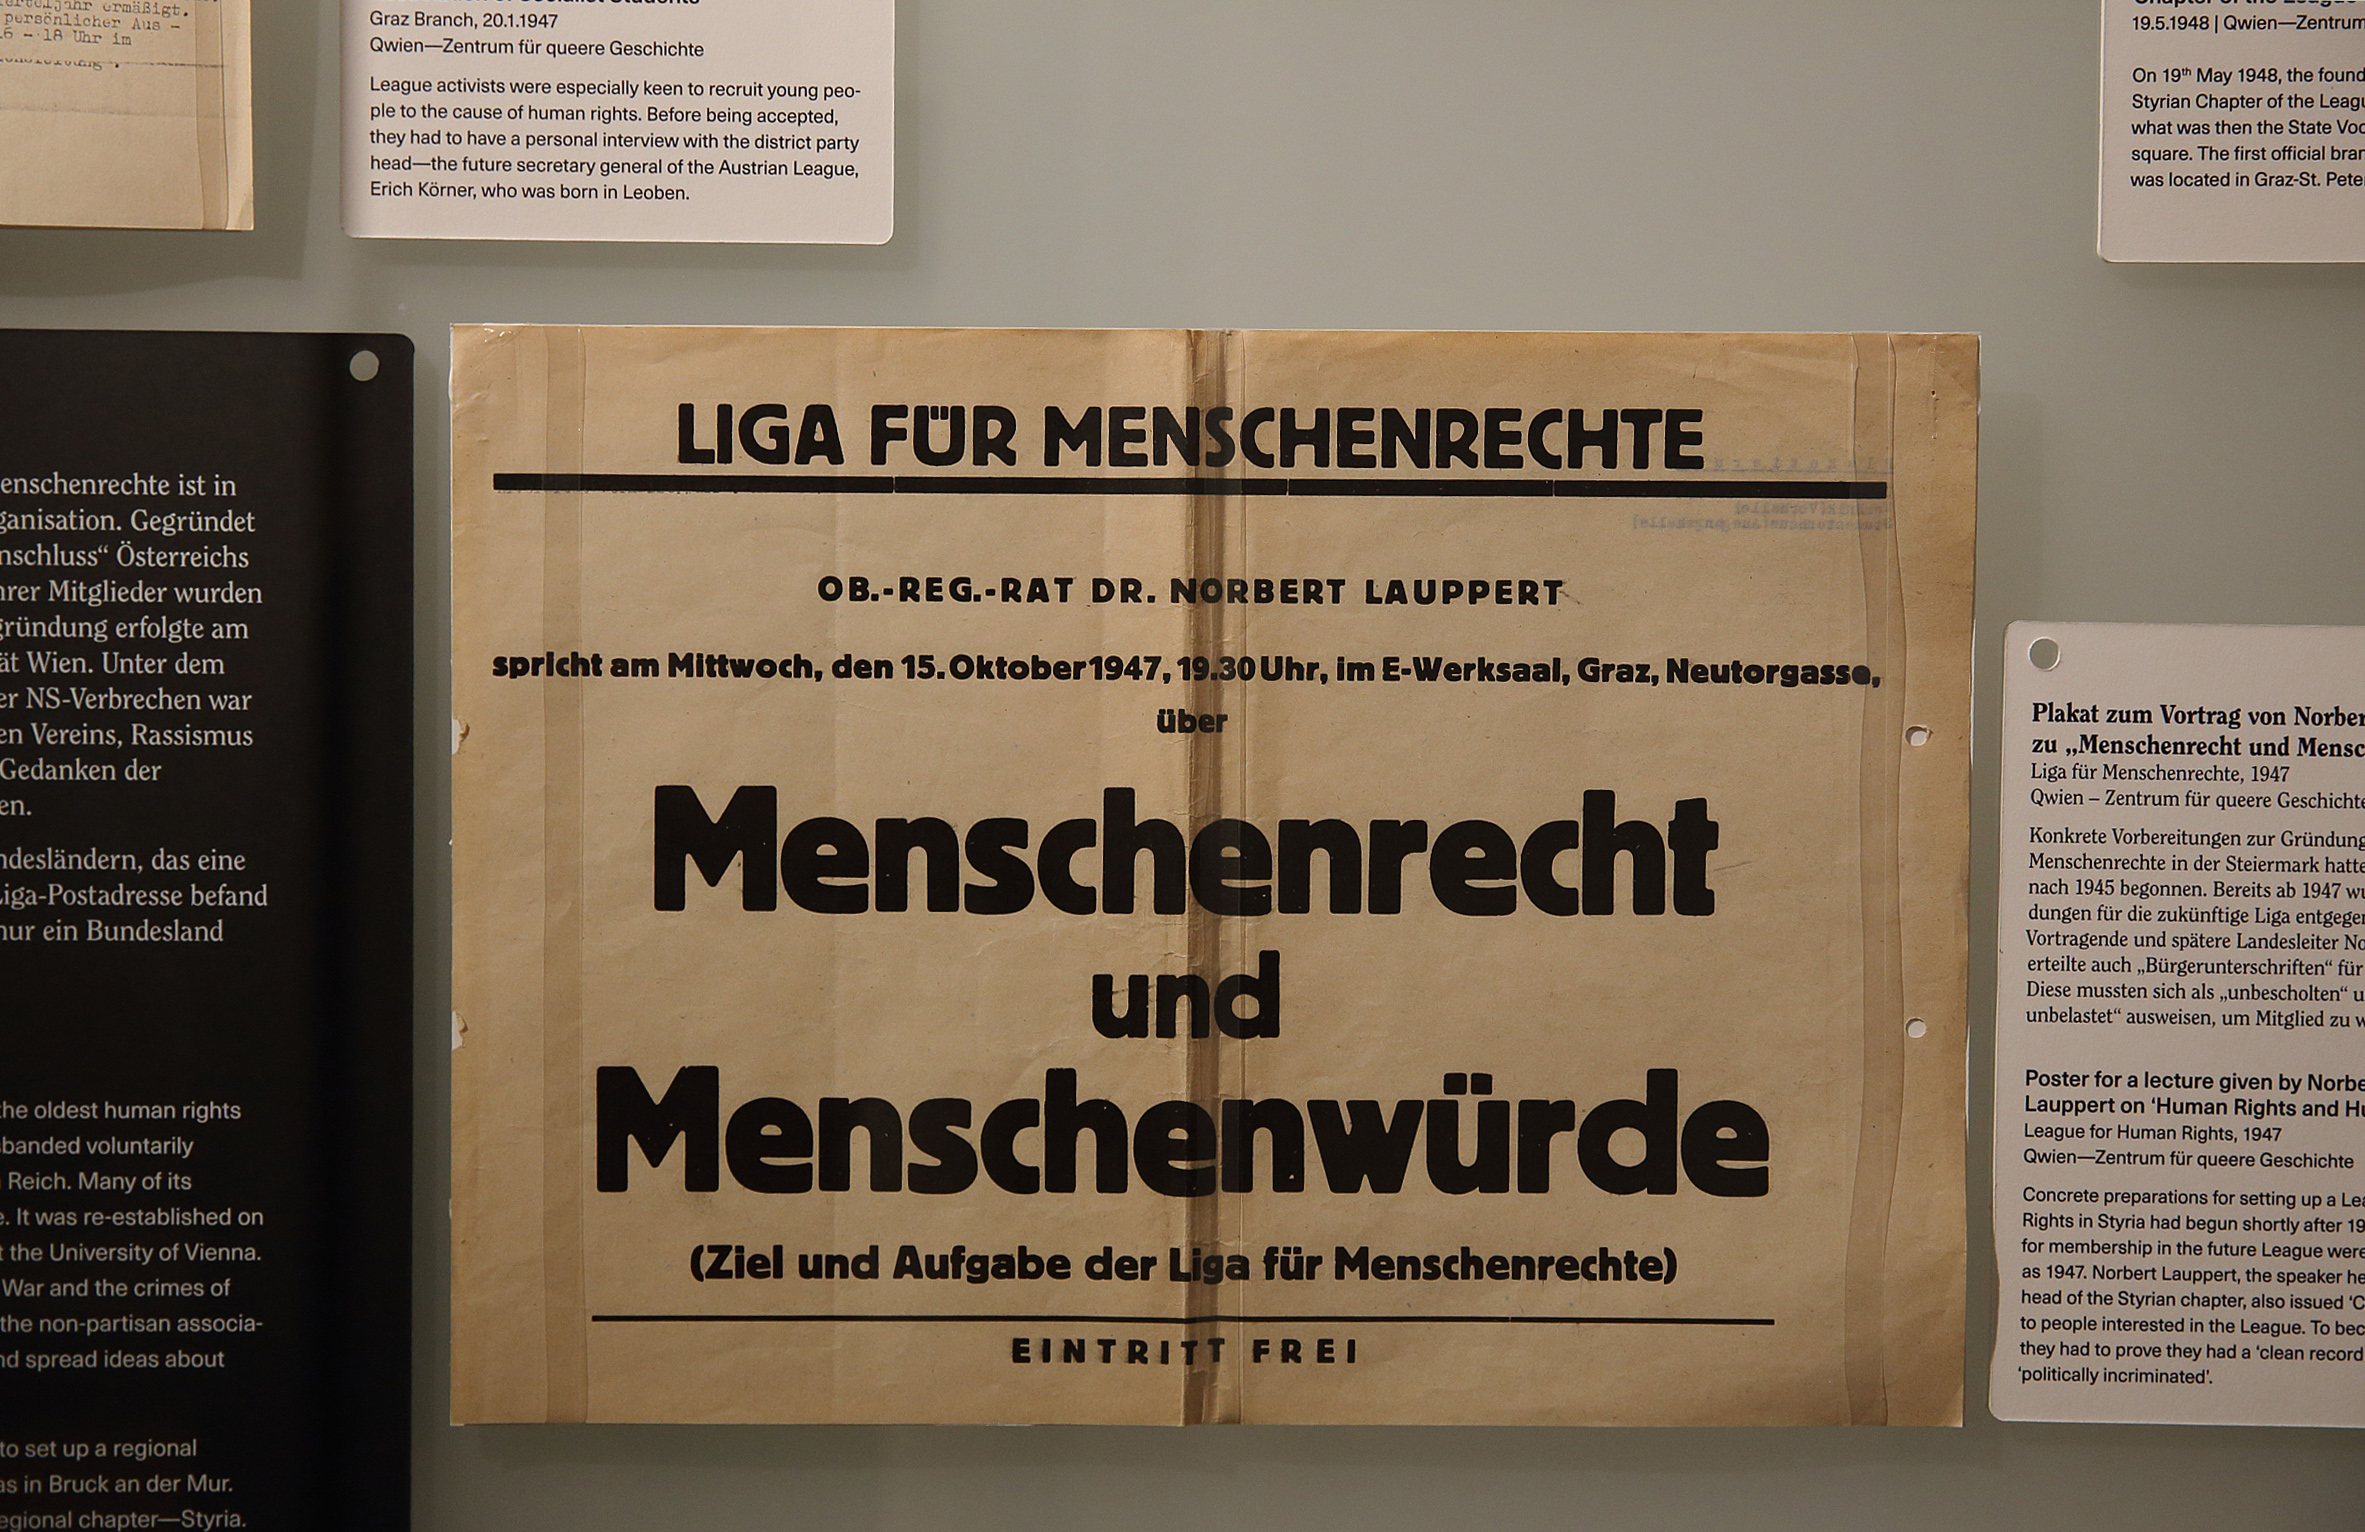 ermäßigt.
persönlicher Aus –
16 – 18 Uhr im
Graz Branch, 20.1.1947
Qwien—Zentrum für queere Geschichte
League activists were especially keen to recruit young peo-
ple to the cause of human rights. Before being accepted,
they had to have a personal interview with the district party
head—the future secretary general of the Austrian League,
Erich Körner, who was born in Leoben.
19.5.1948 | Qwien—Zentrum
On 19th May 1948, the found
Styrian Chapter of the Leagu
what was then the State Voc
square. The first official bran
was located in Graz-St. Pete
enschenrechte ist in
ganisation. Gegründet
nschluss“ Österreichs
hrer Mitglieder wurden
gründung erfolgte am
ät Wien. Unter dem
er NS-Verbrechen war
en Vereins, Rassismus
Gedanken der
en.
ndesländern, das eine
Liga-Postadresse befand
nur ein Bundesland
the oldest human rights
sbanded voluntarily
Reich. Many of its
e. It was re-established on
t the University of Vienna.
War and the crimes of
the non-partisan associa-
nd spread ideas about
to set up a regional
as in Bruck an der Mur.
egional chapter—Styria.
LIGA FÜR MENSCHENRECHTE
OB.-REG.-RAT DR. NORBERT LAUPPERT
spricht am Mittwoch, den 15. Oktober 1947, 19.30 Uhr, im E-Werksaal, Graz, Neutorgasse,
über
Menschenrecht
und
Menschenwürde
(Ziel und Aufgabe der Liga für Menschenrechte)
EINTRITT FREI
Plakat zum Vortrag von Norber
zu „Menschenrecht und Mensc
Liga für Menschenrechte, 1947
Qwien – Zentrum für queere Geschichte
Konkrete Vorbereitungen zur Gründung
Menschenrechte in der Steiermark hatte
nach 1945 begonnen. Bereits ab 1947 wu
dungen für die zukünftige Liga entgegen
Vortragende und spätere Landesleiter No
erteilte auch „Bürgerunterschriften“ für
Diese mussten sich als „unbescholten“ u
unbelastet“ ausweisen, um Mitglied zu w
Poster for a lecture given by Norbe
Lauppert on ‘Human Rights and Hu
League for Human Rights, 1947
Qwien—Zentrum für queere Geschichte
Concrete preparations for setting up a Lea
Rights in Styria had begun shortly after 19
for membership in the future League were
as 1947. Norbert Lauppert, the speaker he
head of the Styrian chapter, also issued ‘C
to people interested in the League. To bec
they had to prove they had a ‘clean record
‘politically incriminated’.